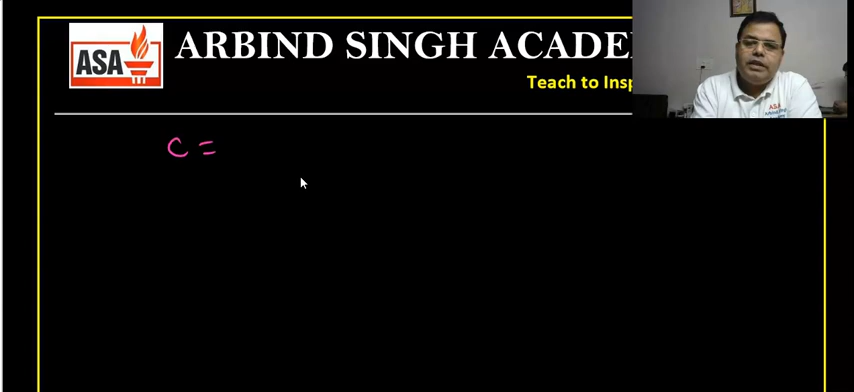 ASA
ARBIND SINGH ACADE
Teach to Insp
ASA
C =